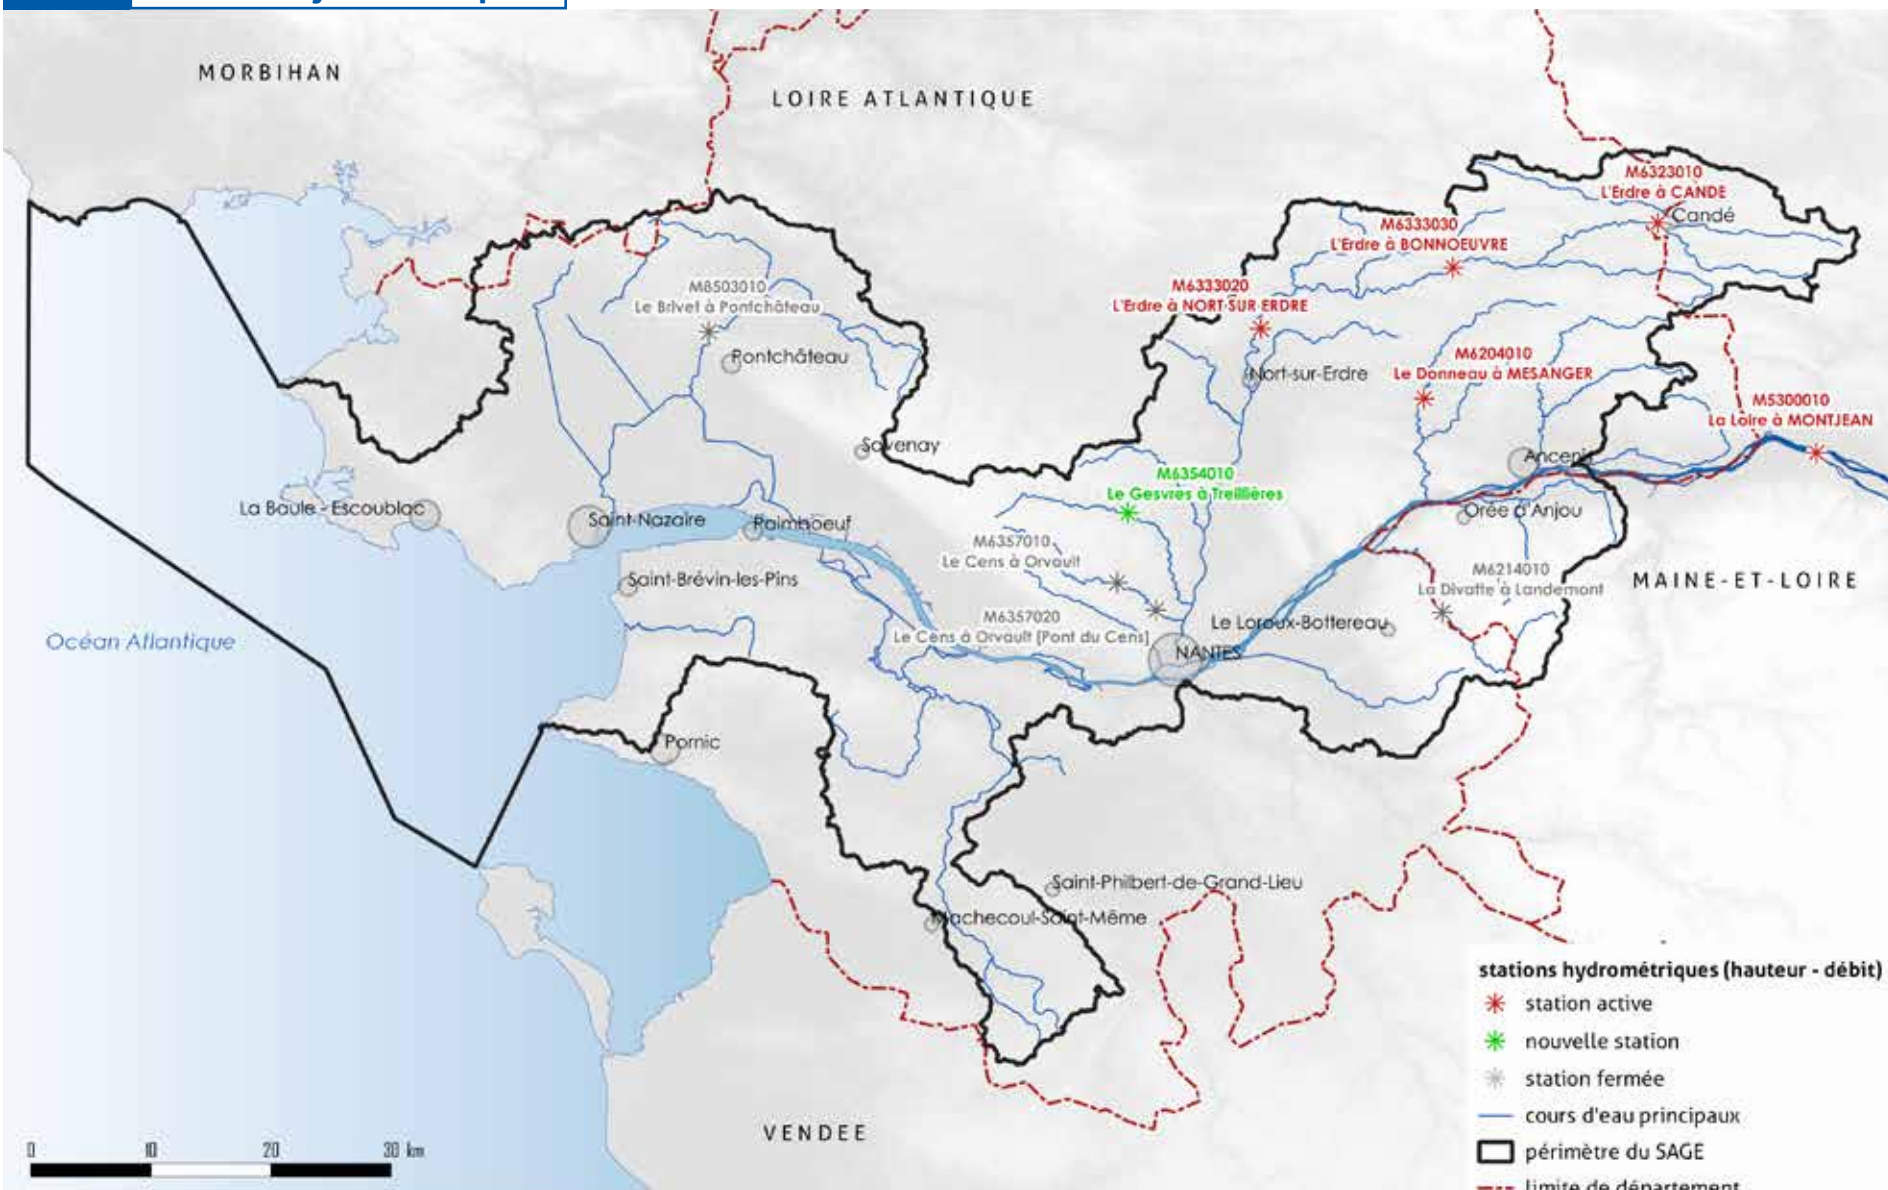 MORBIHAN
LOIRE ATLANTIQUE
M6323010
L'Erdre à CANDE
Candé
M6333030
L'Erdre à BONNOEUVRE
M6333020
L'Erdre à NORT-SUR-ERDRE
M8503010
Le Brivet à Pontchâteau
Pontchâteau
Nort-sur-Erdre
M6204010
Le Donneau à MESANGER
M5300010
La Loire à MONTJEAN
Savenay
Ancenis
M6354010
Le Gesvres à Treillières
La Baule - Escoublac
Saint-Nazaire
Paimboeuf
Orée d'Anjou
M6357010
Le Cens à Orvault
Saint-Brévin-les-Pins
M6214010
La Divatte à Landemont
MAINE-ET-LOIRE
M6357020
Le Cens à Orvault (Pont du Cens)
Le Loroux-Bottereau
Océan Atlantique
NANTES
Pornic
Saint-Philbert-de-Grand-Lieu
Machecoul-Saint-Même
VENDEE
0 10 20 30 km
stations hydrométriques (hauteur - débit)
station active
nouvelle station
station fermée
cours d'eau principaux
périmètre du SAGE
limite de département